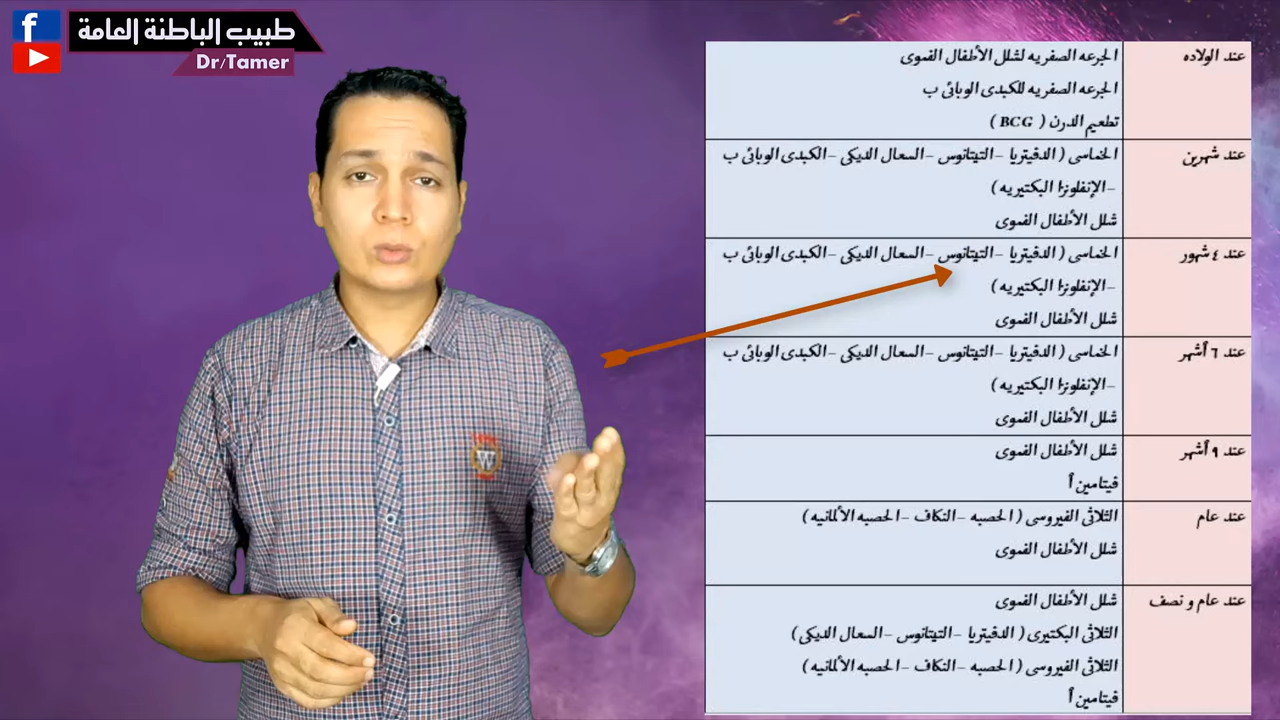 طبيب الباطنة العامة
Dr/Tamer
عند الولاده
الجرعه الصفريه لشلل الأطفال الفموى
الجرعه الصفريه للكبدى الوبائى ب
تطعيم الدرن ( BCG )
عند شهرين
الخماسى ( الدفيتريا – التيتانوس – السعال الديكى – الكبدى الوبائى ب
– الإنفلونزا البكتيريه )
شلل الأطفال الفموى
عند ٤ شهور
الخماسى ( الدفيتريا – التيتانوس – السعال الديكى – الكبدى الوبائى ب
– الإنفلونزا البكتيريه )
شلل الأطفال الفموى
عند ٦ أشهر
الخماسى ( الدفيتريا – التيتانوس – السعال الديكى – الكبدى الوبائى ب
– الإنفلونزا البكتيريه )
شلل الأطفال الفموى
عند ٩ أشهر
شلل الأطفال الفموى
فيتامين أ
عند عام
الثلاثى الفيروسى ( الحصبه – النكاف – الحصبه الألمانيه )
شلل الأطفال الفموى
عند عام و نصف
شلل الأطفال الفموى
الثلاثى البكتيرى ( الدفيتريا – التيتانوس – السعال الديكى )
الثلاثى الفيروسى ( الحصبه – النكاف – الحصبه الألمانيه )
فيتامين أ